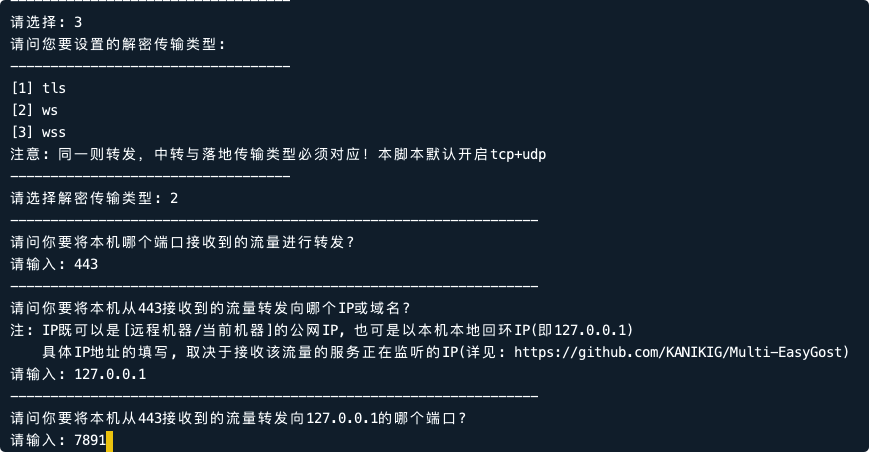 -----------------------------------
请选择: 3
请问您要设置的解密传输类型:
-----------------------------------
[1] tls
[2] ws
[3] wss
注意: 同一则转发，中转与落地传输类型必须对应！本脚本默认开启tcp+udp
-----------------------------------
请选择解密传输类型: 2
------------------------------------------------------------------
请问你要将本机哪个端口接收到的流量进行转发?
请输入: 443
------------------------------------------------------------------
请问你要将本机从443接收到的流量转发向哪个IP或域名?
注: IP既可以是[远程机器/当前机器]的公网IP, 也可是以本机本地回环IP(即127.0.0.1)
具体IP地址的填写, 取决于接收该流量的服务正在监听的IP(详见: https://github.com/KANIKIG/Multi-EasyGost)
请输入: 127.0.0.1
------------------------------------------------------------------
请问你要将本机从443接收到的流量转发向127.0.0.1的哪个端口?
请输入: 7891